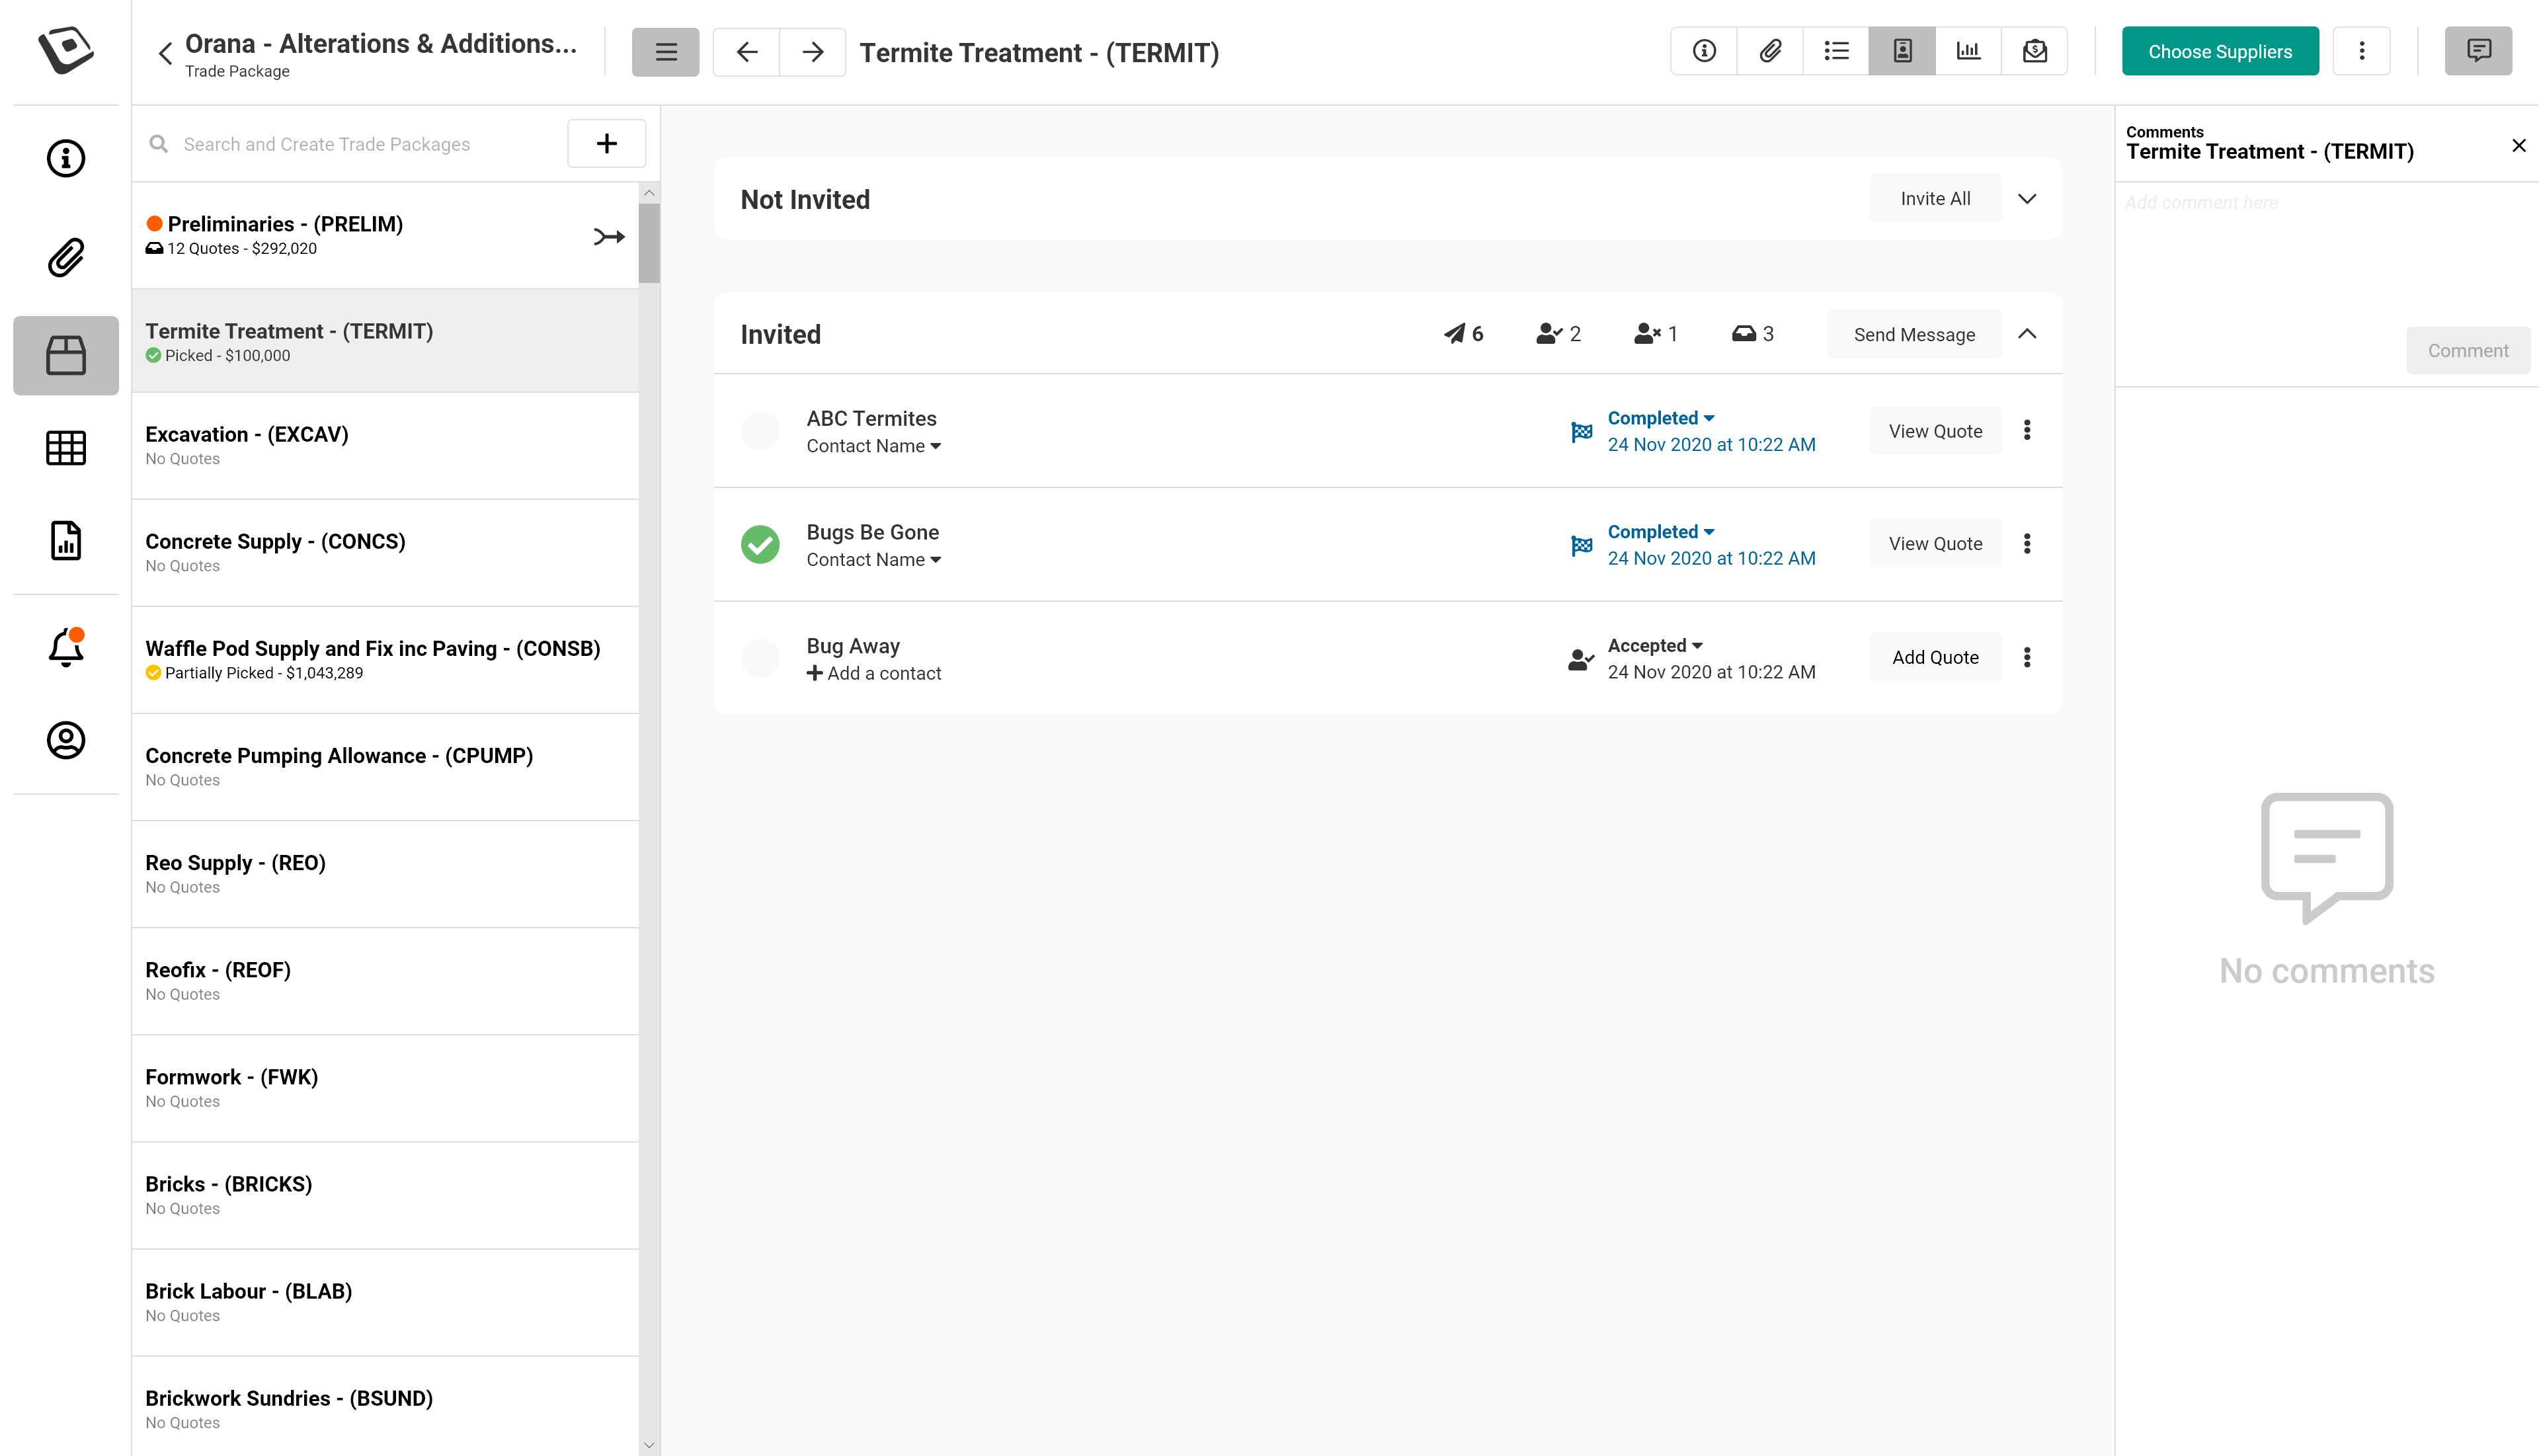 Orana - Alterations & Additions...
Trade Package
Termite Treatment - (TERMIT)
Choose Suppliers
Search and Create Trade Packages
Preliminaries - (PRELIM)
12 Quotes - $292,020
Termite Treatment - (TERMIT)
Picked - $100,000
Excavation - (EXCAV)
No Quotes
Concrete Supply - (CONCS)
No Quotes
Waffle Pod Supply and Fix inc Paving - (CONSB)
Partially Picked - $1,043,289
Concrete Pumping Allowance - (CPUMP)
No Quotes
Reo Supply - (REO)
No Quotes
Reofix - (REOF)
No Quotes
Formwork - (FWK)
No Quotes
Bricks - (BRICKS)
No Quotes
Brick Labour - (BLAB)
No Quotes
Brickwork Sundries - (BSUND)
No Quotes
Not Invited
Invite All
Invited
6
2
1
3
Send Message
ABC Termites
Contact Name
Completed
24 Nov 2020 at 10:22 AM
View Quote
Bugs Be Gone
Contact Name
Completed
24 Nov 2020 at 10:22 AM
View Quote
Bug Away
Add a contact
Accepted
24 Nov 2020 at 10:22 AM
Add Quote
Comments
Termite Treatment - (TERMIT)
Add comment here
Comment
No comments